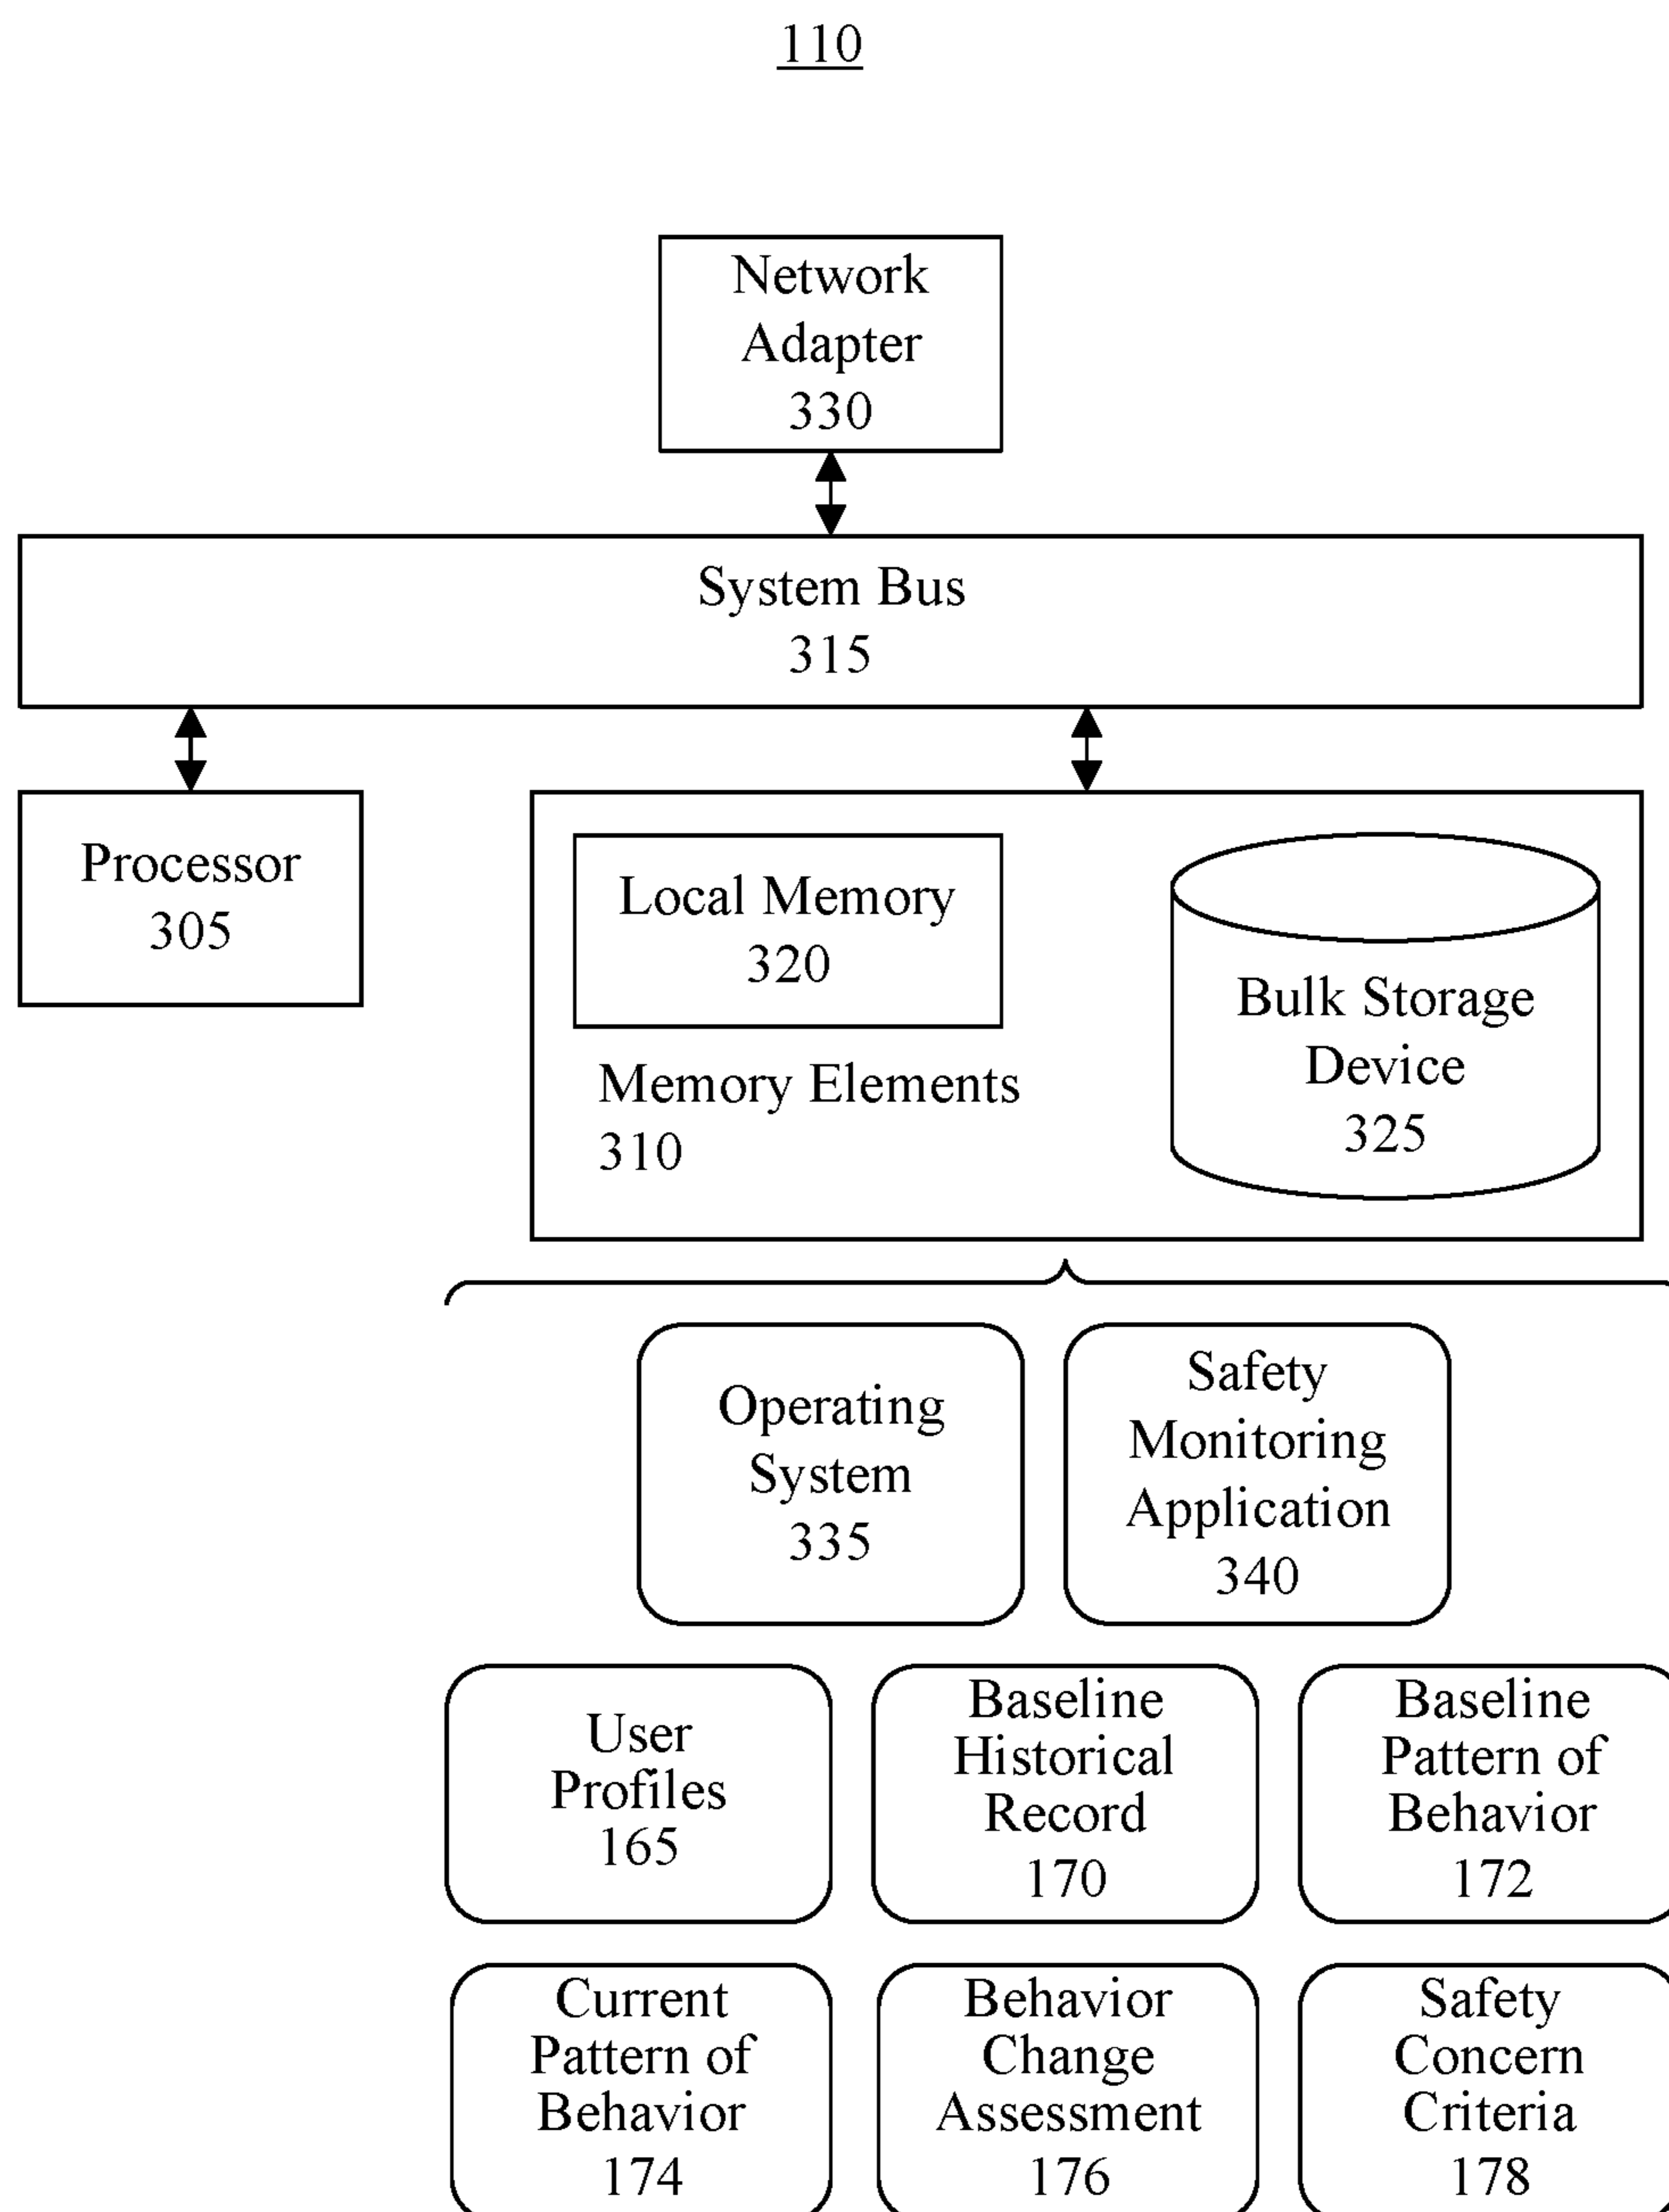 110
Network
Adapter
330
System Bus
315
Processor
305
Local Memory
320
Memory Elements
310
Bulk Storage
Device
325
Operating
System
335
Safety
Monitoring
Application
340
User
Profiles
165
Baseline
Historical
Record
170
Baseline
Pattern of
Behavior
172
Current
Pattern of
Behavior
174
Behavior
Change
Assessment
176
Safety
Concern
Criteria
178